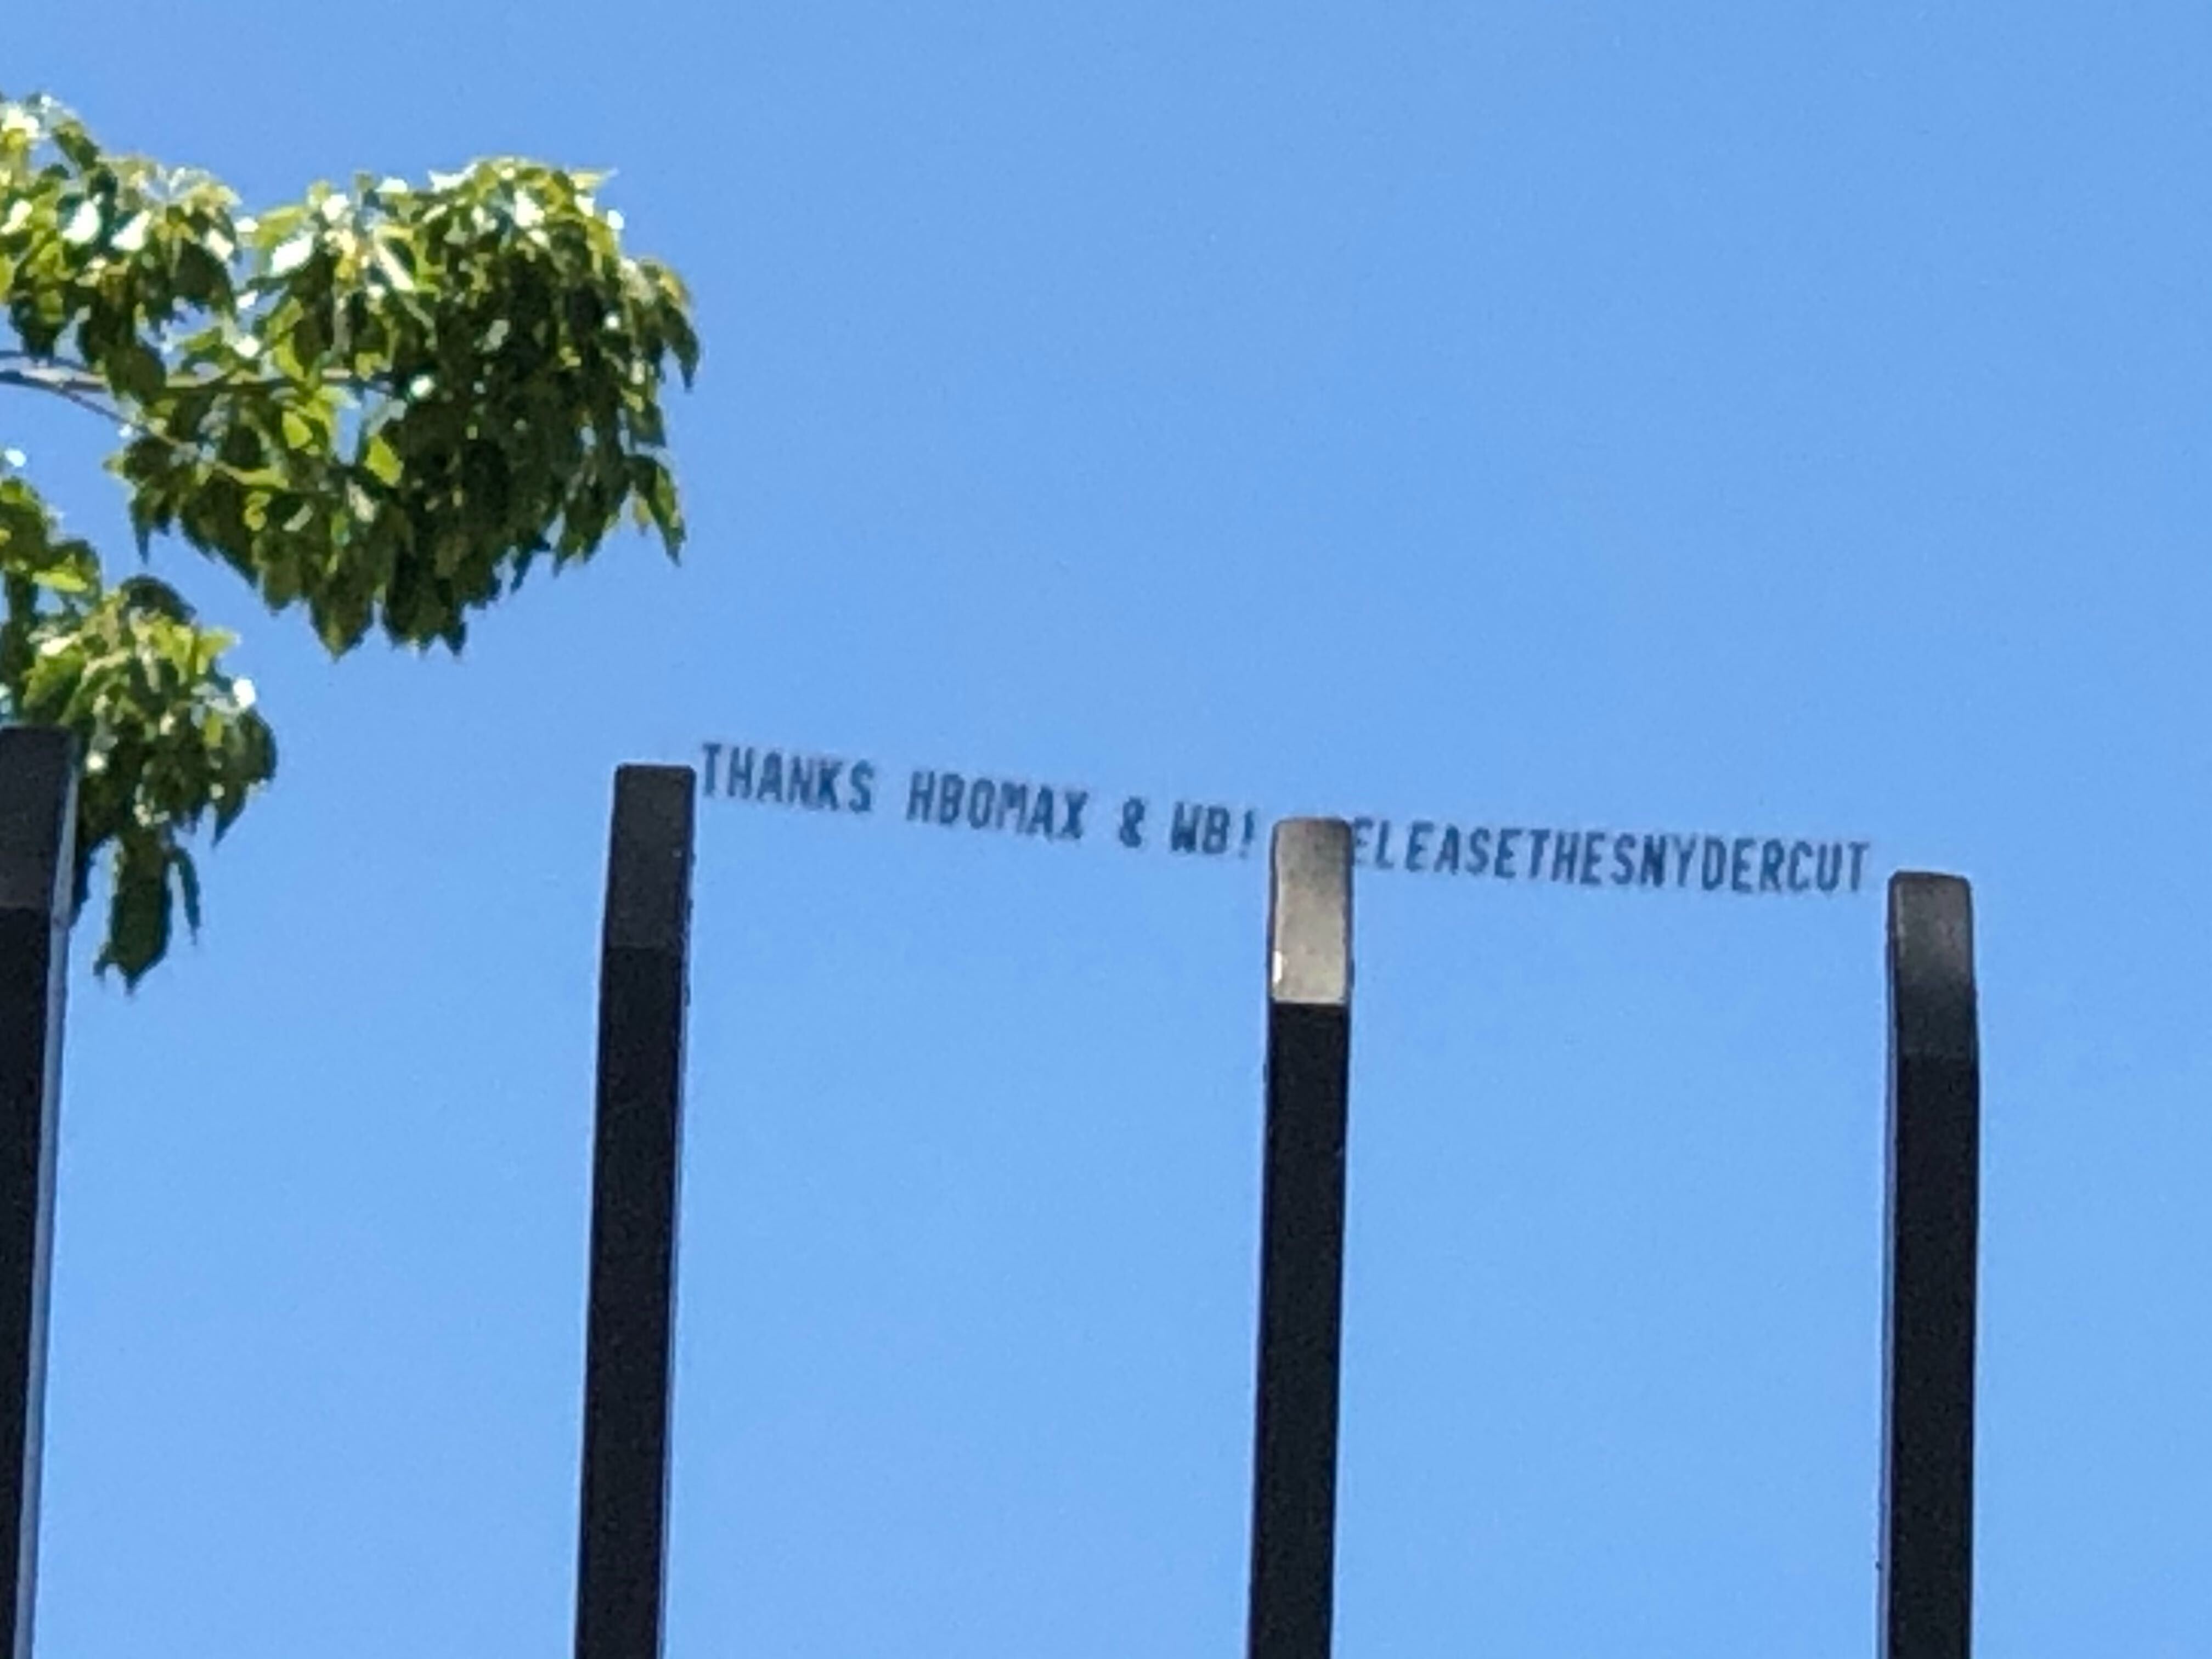 THANKS HBOMAX & WB! ELEASETHESNYDERCUT